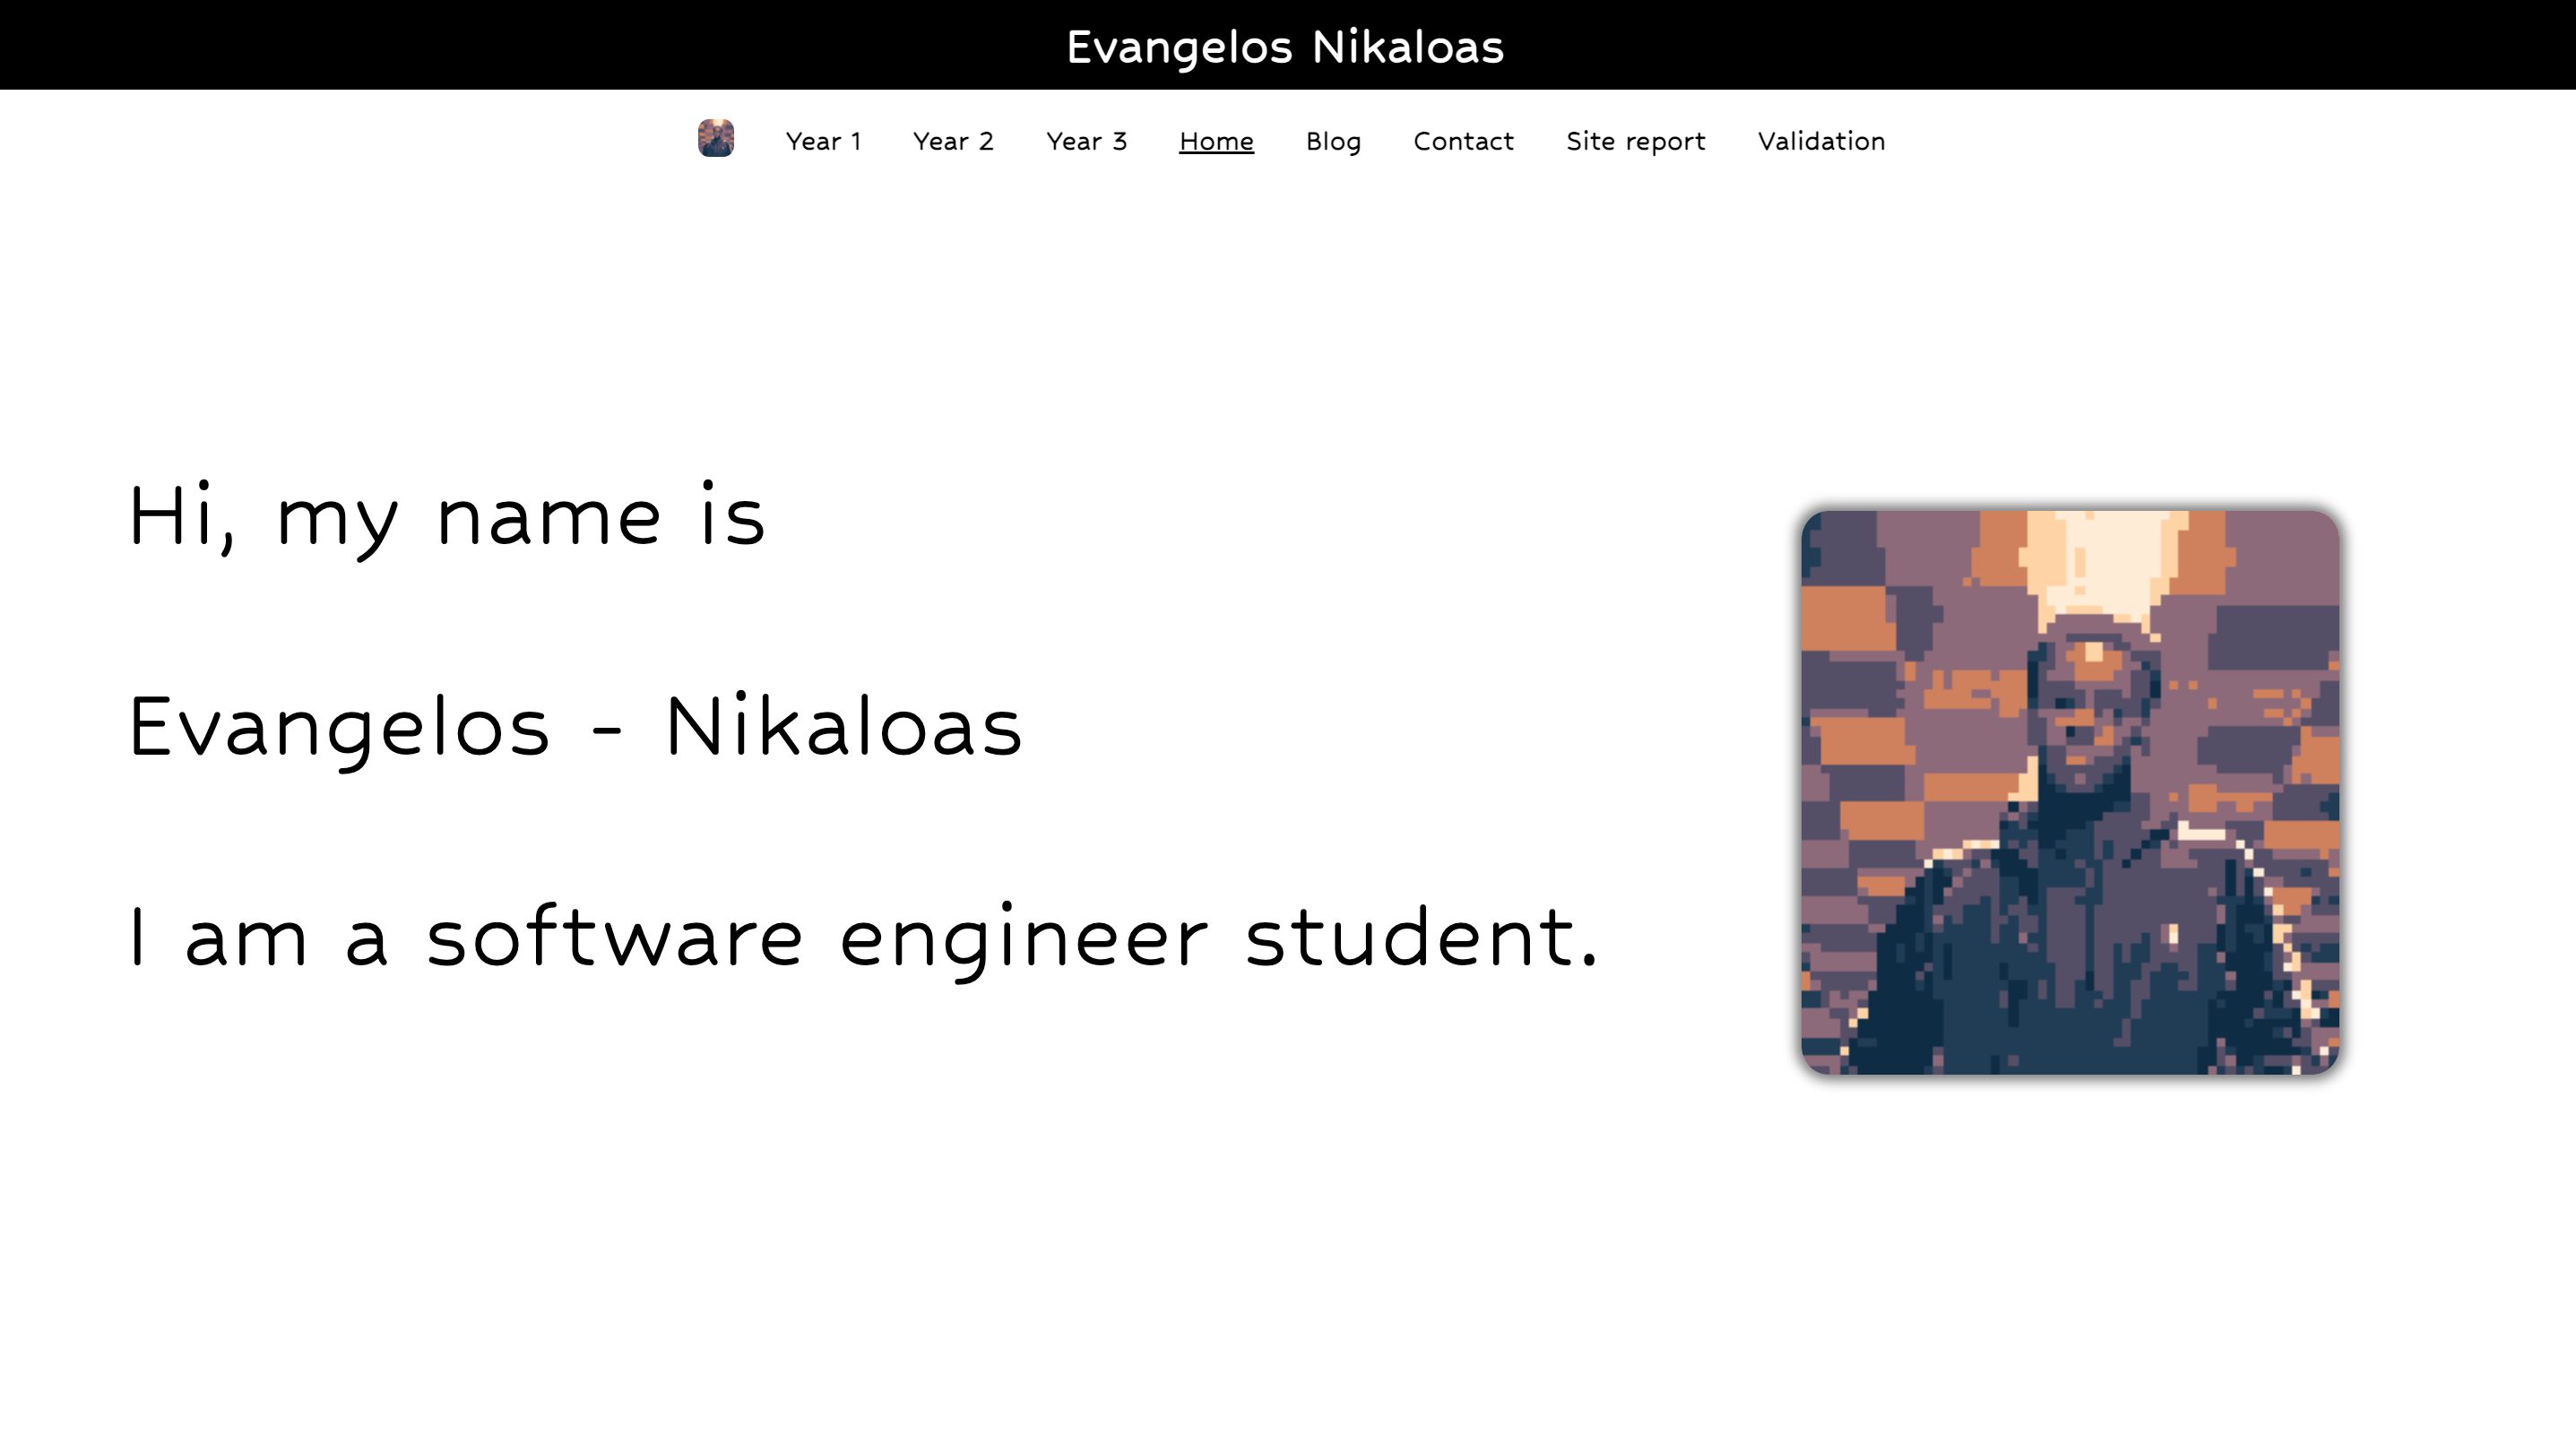 Evangelos Nikaloas
Year 1 Year 2 Year 3 Home Blog Contact Site report Validation
Hi, my name is
Evangelos - Nikaloas
I am a software engineer student.